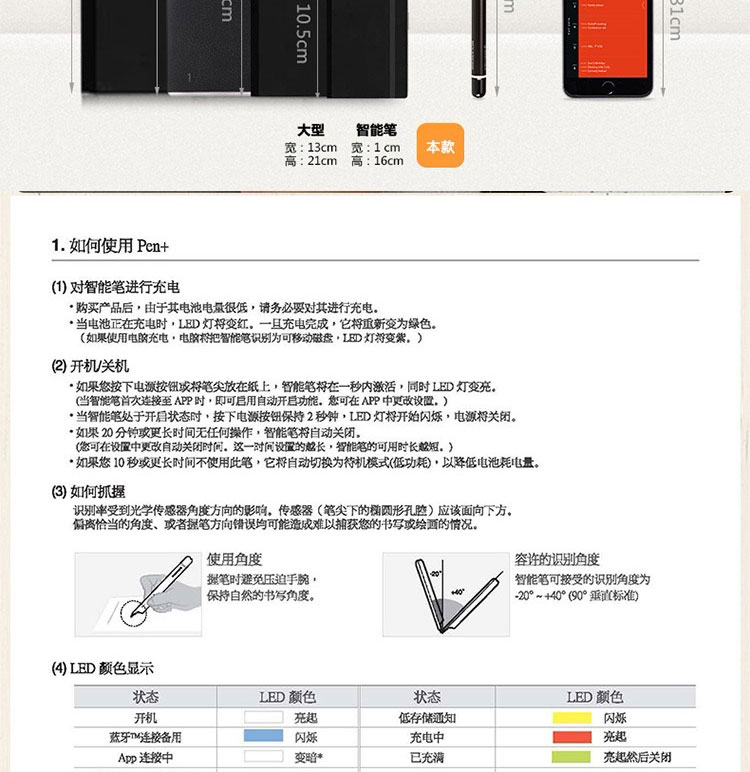 cm
10.5cm
cm
31cm
大型 智能笔
宽：13cm 宽：1 cm
高：21cm 高：16cm
本款
1. 如何使用 Pen+
(1) 对智能笔进行充电
•购买产品后，由于其电池电量很低，请务必要对其进行充电。
•当电池正在充电时，LED 灯将变红。一旦充电完成，它将重新变为绿色。
（如果使用电脑充电，电脑将把智能笔识别为可移动磁盘，LED 灯将变紫。）
(2) 开机/关机
•如果您按下电源按钮或将笔尖放在纸上，智能笔将在一秒内激活，同时 LED 灯变亮。
(当智能笔首次连接至 APP 时，即可启用自动开启功能。您可在 APP 中更改设置。)
•当智能笔处于开启状态时，按下电源按钮保持 2 秒钟，LED 灯将开始闪烁，电源将关闭。
•如果 20 分钟或更长时间无任何操作，智能笔将自动关闭。
(您可在设置中更改自动关闭时间。这一时间设置的越长，智能笔的可用时长越短。)
•如果您 10 秒或更长时间不使用此笔，它将自动切换为待机模式(低功耗)，以降低电池耗电量。
(3) 如何抓握
识别率受到光学传感器角度方向的影响。传感器（笔尖下的椭圆形孔腔）应该面向下方。
偏离恰当的角度、或者握笔方向错误均可能造成难以捕获您的书写或绘画的情况。
使用角度
握笔时避免压迫手腕，
保持自然的书写角度。
-20°
+40°
容许的识别角度
智能笔可接受的识别角度为
-20° ~ +40° (90° 垂直标准)
(4) LED 颜色显示
状态 LED 颜色 状态 LED 颜色
开机 亮起 低存储通知 闪烁
蓝牙™连接备用 闪烁 充电中 亮起
App 连接中 变暗* 已充满 亮起然后关闭